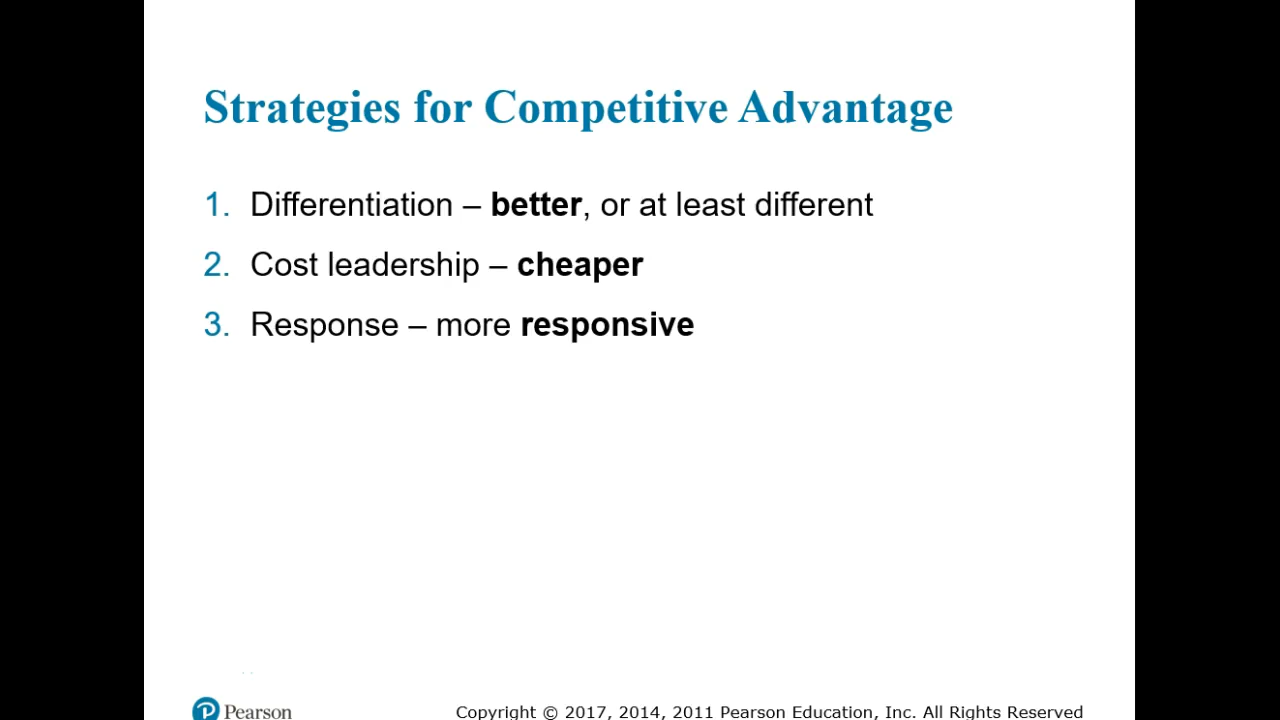 Strategies for Competitive Advantage
1. Differentiation – better, or at least different
2. Cost leadership – cheaper
3. Response – more responsive
Pearson
Copyright © 2017, 2014, 2011 Pearson Education, Inc. All Rights Reserved